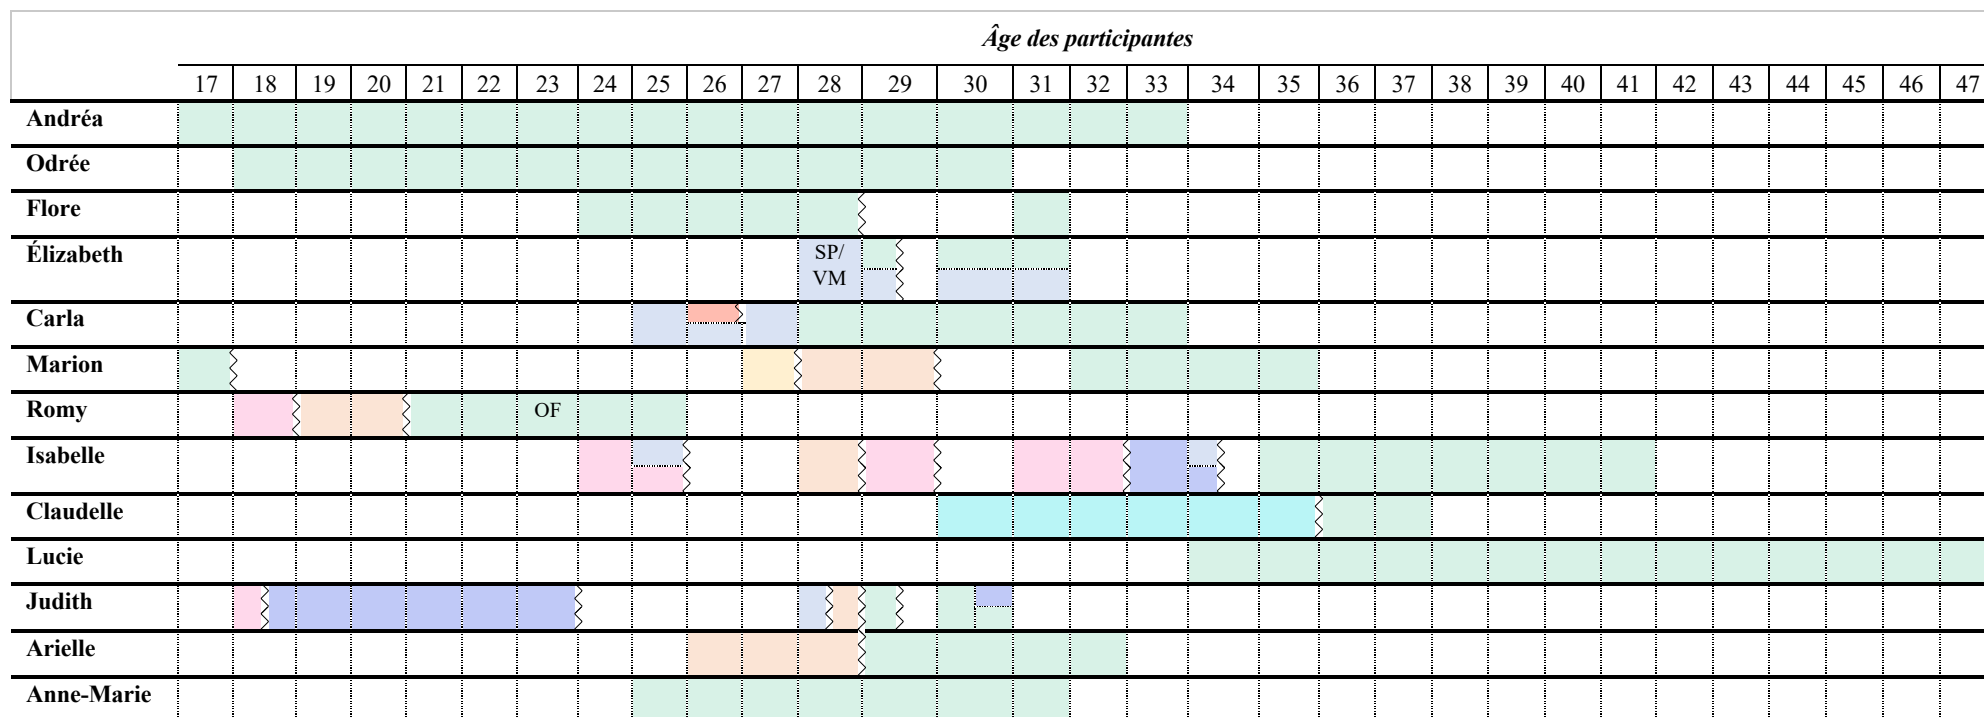 Âge des participantes
17 18 19 20 21 22 23 24 25 26 27 28 29 30 31 32 33 34 35 36 37 38 39 40 41 42 43 44 45 46 47
Andréa
Odrée
Flore
Élizabeth SP/
VM
Carla
Marion
Romy OF
Isabelle
Claudelle
Lucie
Judith
Arielle
Anne-Marie